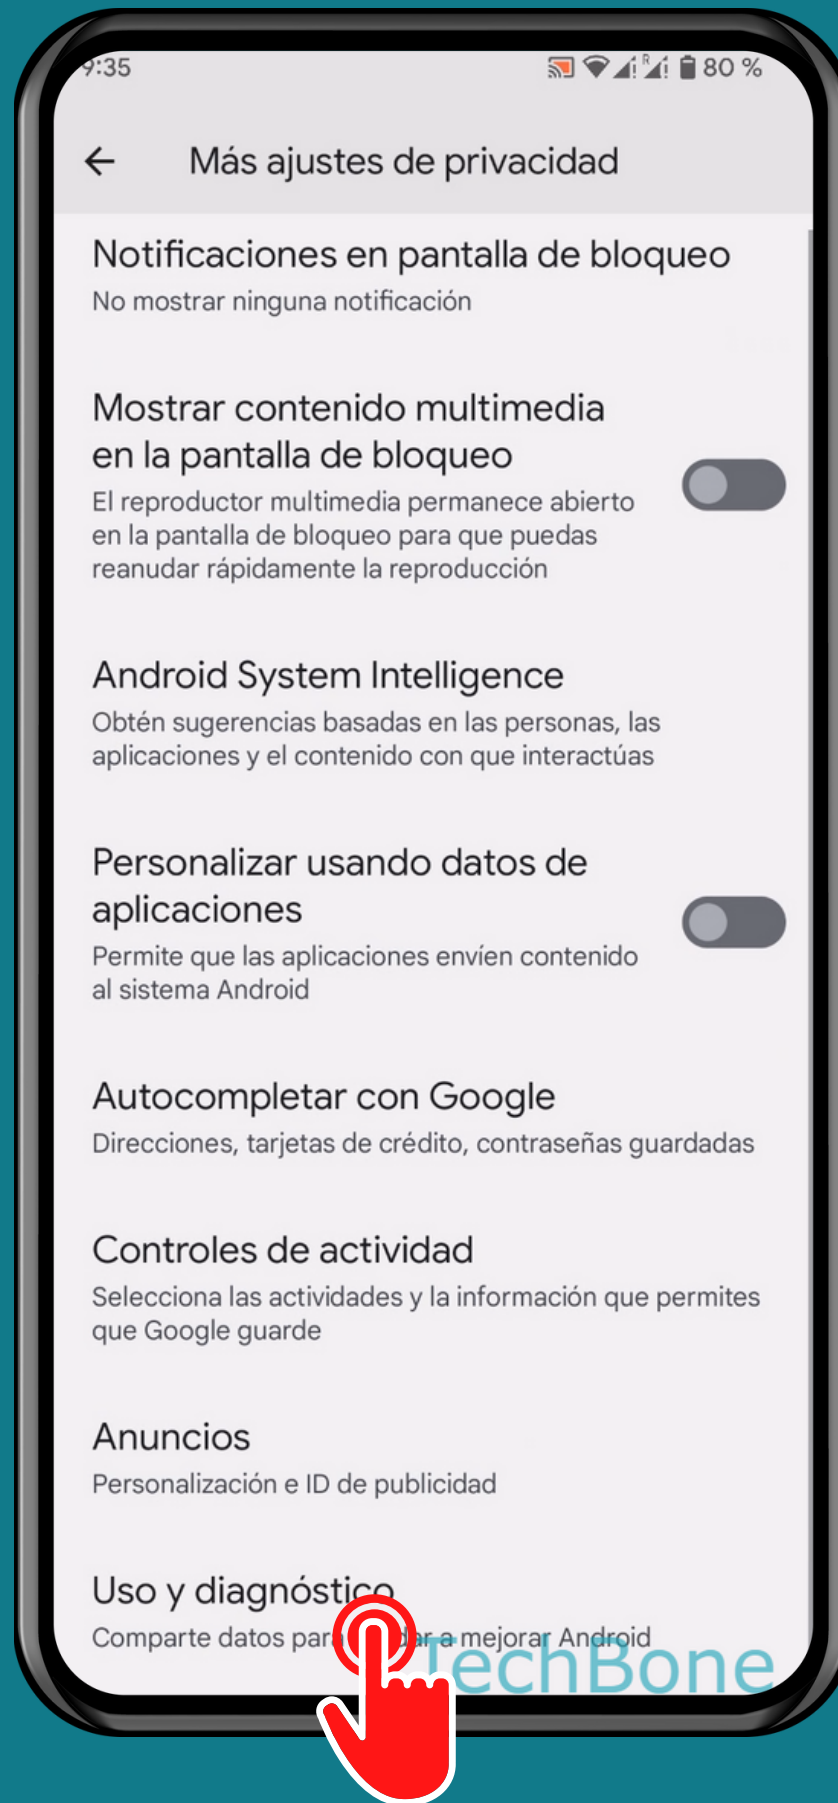 9:35
R
80 %
Más ajustes de privacidad
Notificaciones en pantalla de bloqueo
No mostrar ninguna notificación
Mostrar contenido multimedia
en la pantalla de bloqueo
El reproductor multimedia permanece abierto
en la pantalla de bloqueo para que puedas
reanudar rápidamente la reproducción
Android System Intelligence
Obtén sugerencias basadas en las personas, las
aplicaciones y el contenido con que interactúas
Personalizar usando datos de
aplicaciones
Permite que las aplicaciones envíen contenido
al sistema Android
Autocompletar con Google
Direcciones, tarjetas de crédito, contraseñas guardadas
Controles de actividad
Selecciona las actividades y la información que permites
que Google guarde
Anuncios
Personalización e ID de publicidad
Uso y diagnóstico
Comparte datos para a mejorar Android
TechBone